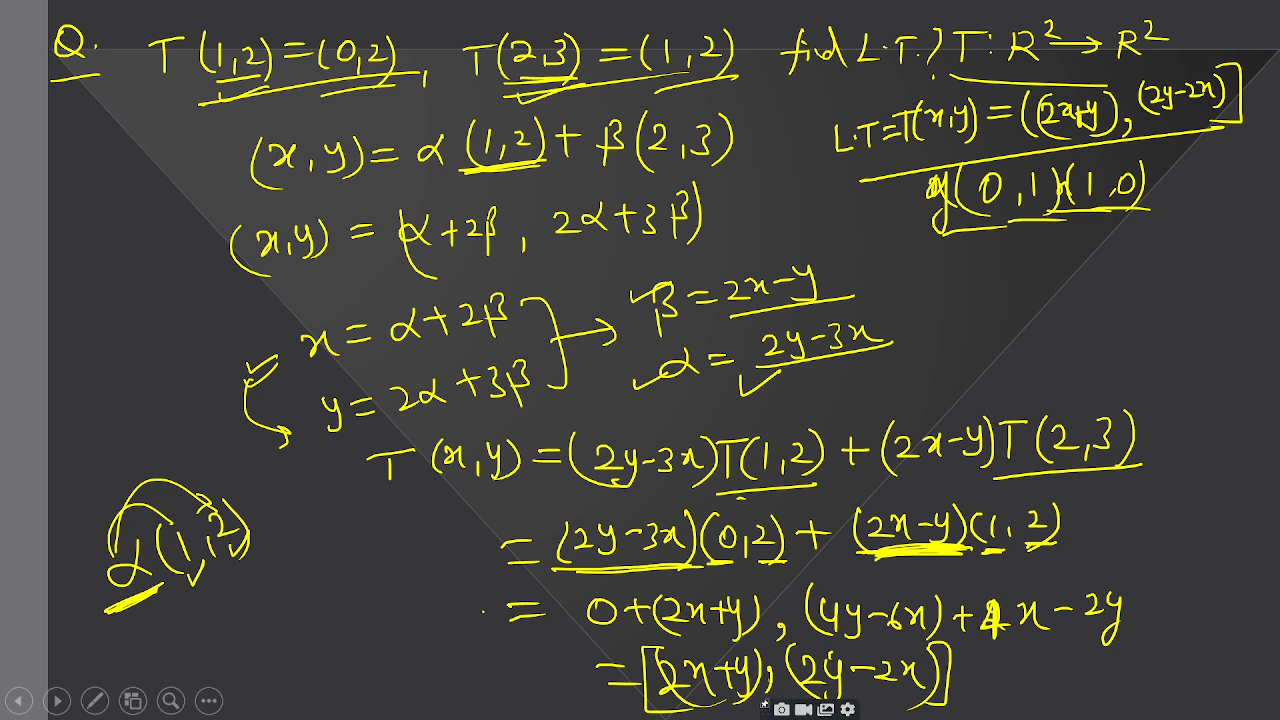 Q. T(1,2)=(0,2), T(2,3)=(1,2) find L.T.? T: R²→R²
L.T=T(x,y)=((2x+y),(2y-2x)]
(0,1)(1,0)
(x,y)=α(1,2)+β(2,3)
(x,y)=(α+2β, 2α+3β)
x=α+2β
y=2α+3β
β=2x-y
α=2y-3x
T(x,y)=(2y-3x)T(1,2)+(2x-y)T(2,3)
=(2y-3x)(0,2)+(2x-y)(1,2)
= 0+(2x+y),(4y-6x)+4x-2y
=[2x+y),(2y-2x)]
α(1,2)